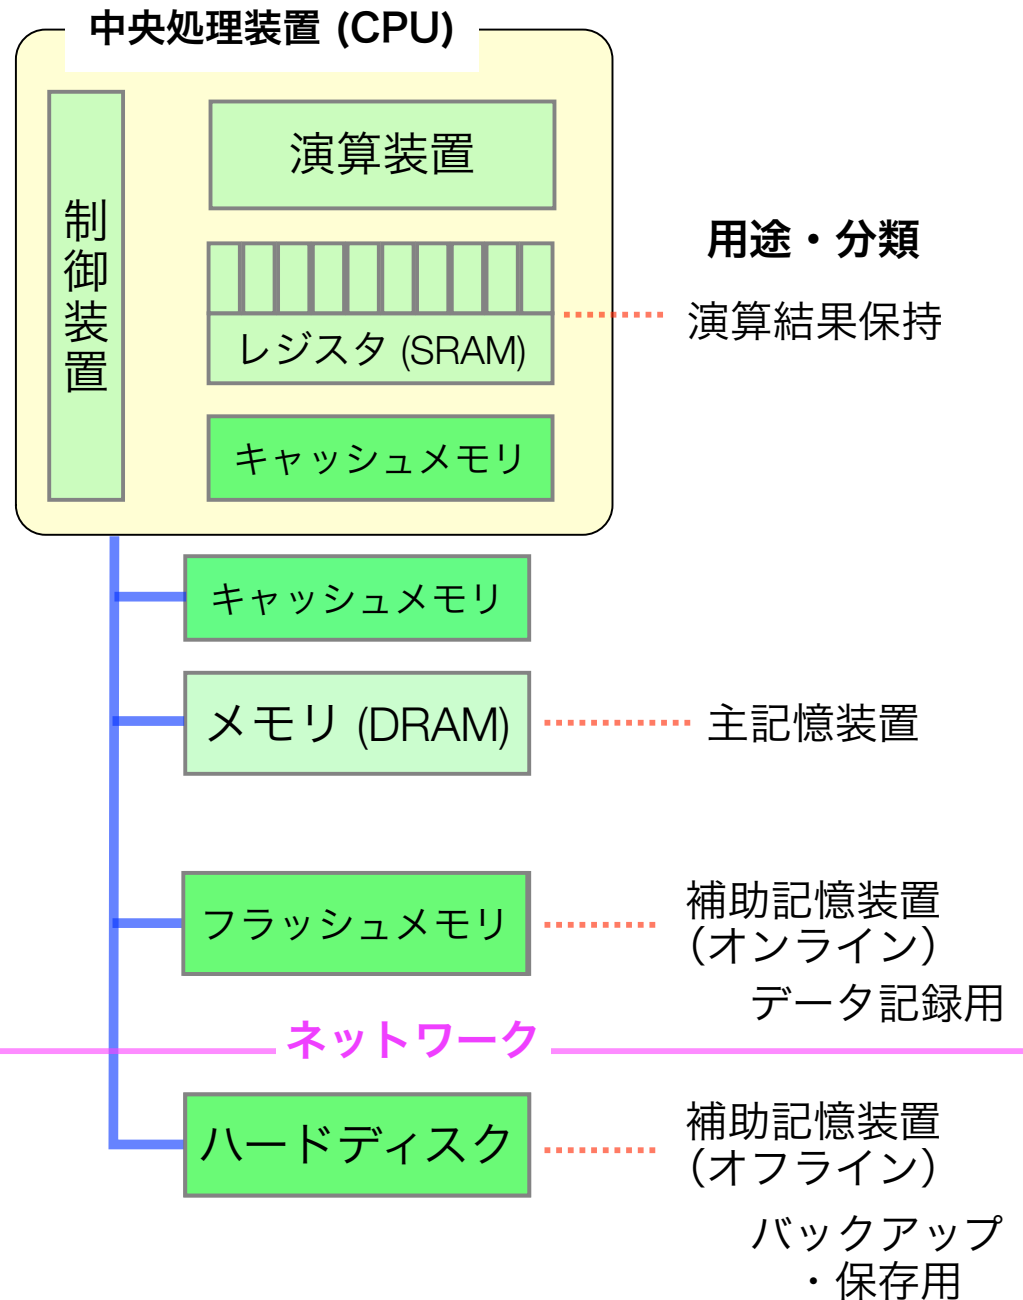 中央処理装置 (CPU)
制御装置
演算装置
レジスタ (SRAM)
キャッシュメモリ
用途・分類
演算結果保持
キャッシュメモリ
メモリ (DRAM)
主記憶装置
フラッシュメモリ
補助記憶装置
（オンライン）
データ記録用
ネットワーク
ハードディスク
補助記憶装置
（オフライン）
バックアップ
・保存用